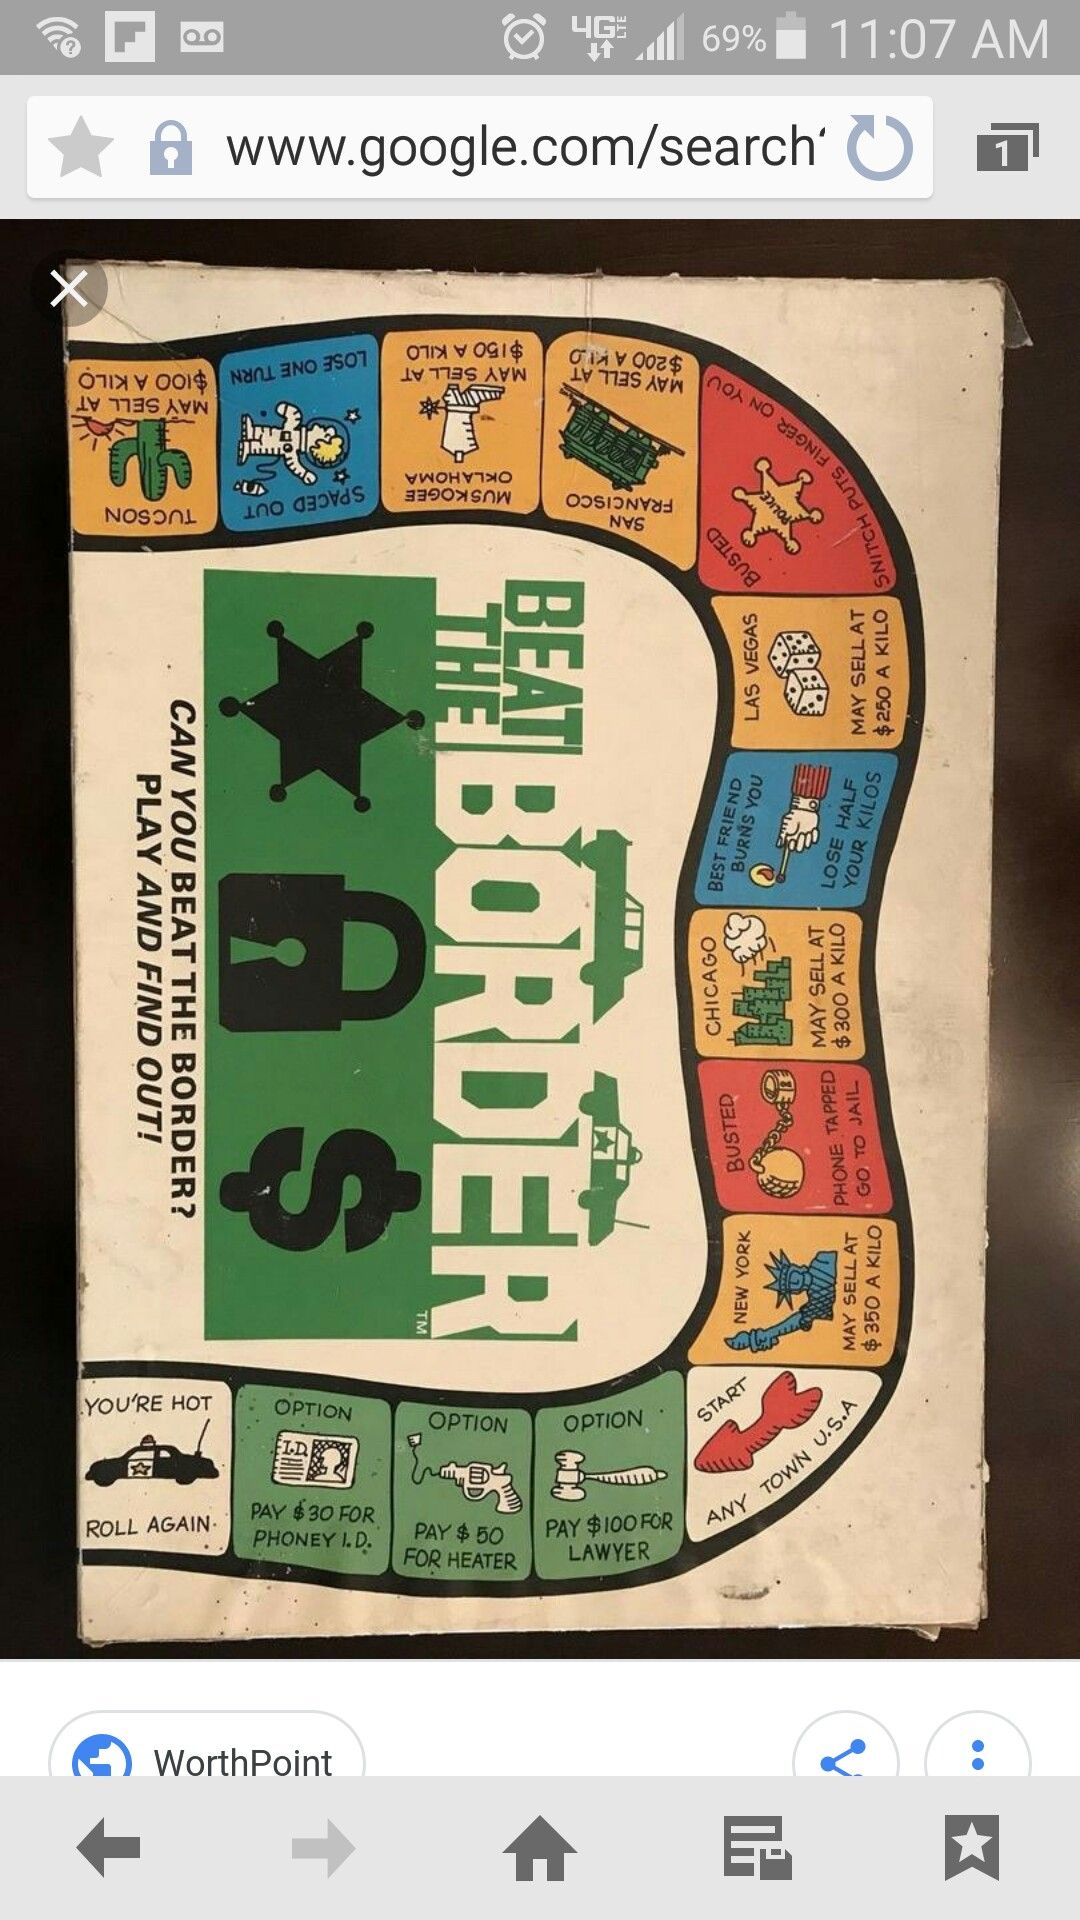 69%
11:07 AM
4G LTE
www.google.com/search
1
TUCSON
MAY SELL AT
$100 A KILO
SPACED OUT
LOSE ONE TURN
MUSKOGEE
OKLAHOMA
MAY SELL AT
$150 A KILO
SAN
FRANCISCO
MAY SELL AT
$200 A KILO
BUSTED
POLICE
SNITCH PUTS FINGER ON YOU
LAS VEGAS
MAY SELL AT
$250 A KILO
BEST FRIEND
BURNS YOU
LOSE HALF
YOUR KILOS
CHICAGO
MAY SELL AT
$300 A KILO
BUSTED
PHONE TAPPED
GO TO JAIL
NEW YORK
MAY SELL AT
$350 A KILO
START
ANY TOWN U.S.A
OPTION
PAY $100 FOR
LAWYER
OPTION
PAY $50
FOR HEATER
OPTION
I.D.
PAY $30 FOR
PHONEY I.D.
YOU'RE HOT
ROLL AGAIN
BEAT
THE
BORDER
TM
$
CAN YOU BEAT THE BORDER?
PLAY AND FIND OUT!
WorthPoint